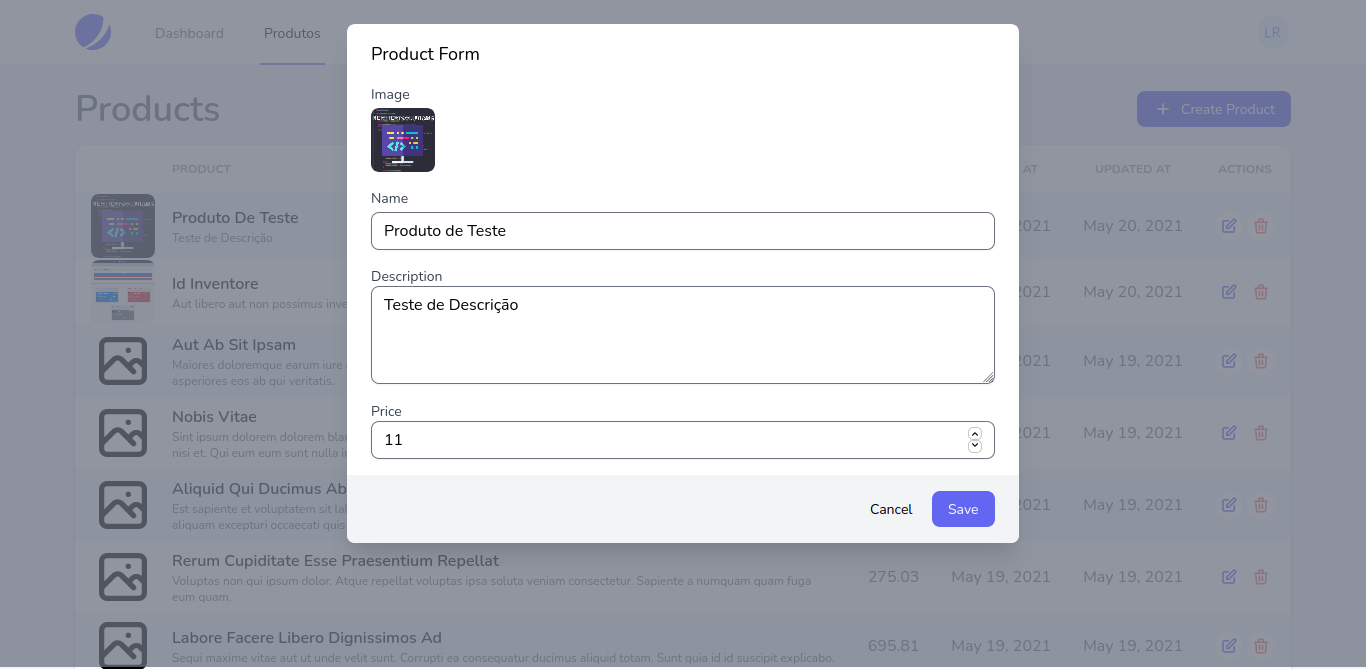 Dashboard
Produtos
LR
Products
Create Product
PRODUCT
AT
UPDATED AT
ACTIONS
Produto De Teste
Teste de Descrição
2021
May 20, 2021
Id Inventore
Aut libero aut non possimus inve
2021
May 20, 2021
Aut Ab Sit Ipsam
Maiores doloremque earum iure
asperiores eos ab qui veritatis.
2021
May 19, 2021
Nobis Vitae
Sint ipsum dolorem dolorem bla
nisi et. Qui eum eum sunt nulla i
2021
May 19, 2021
Aliquid Qui Ducimus Ab
Est sapiente et voluptatem sit la
aliquam excepturi occaecati quis
2021
May 19, 2021
Rerum Cupiditate Esse Praesentium Repellat
Voluptas non qui ipsum dolor. Atque repellat voluptas ipsa soluta veniam consectetur. Sapiente a numquam quam fuga
eum quam.
275.03
May 19, 2021
May 19, 2021
Labore Facere Libero Dignissimos Ad
Sequi maxime vitae aut ut unde velit sunt. Corrupti ea consequatur ducimus aliquid totam. Sunt quia id id suscipit explicabo.
695.81
May 19, 2021
May 19, 2021
Product Form
Image
Name
Produto de Teste
Description
Teste de Descrição
Price
11
Cancel
Save